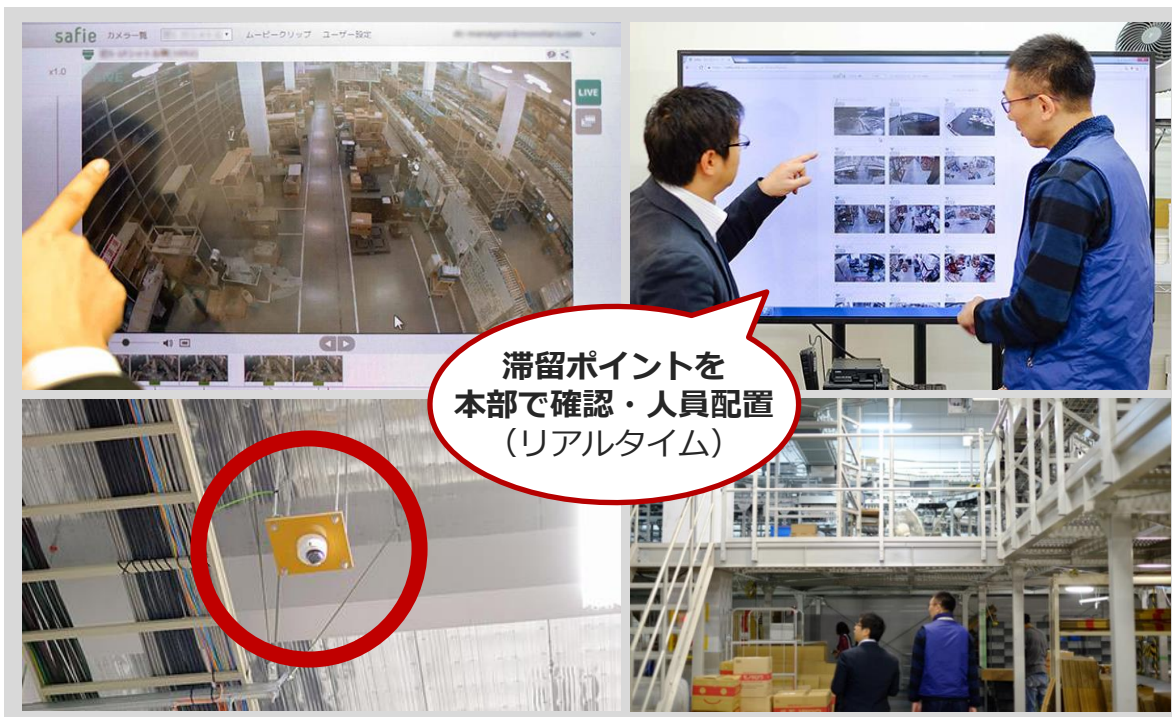 safie カメラ一覧 ムービークリップ ユーザー設定
x1.0
LIVE
LIVE
滞留ポイントを
本部で確認・人員配置
（リアルタイム）